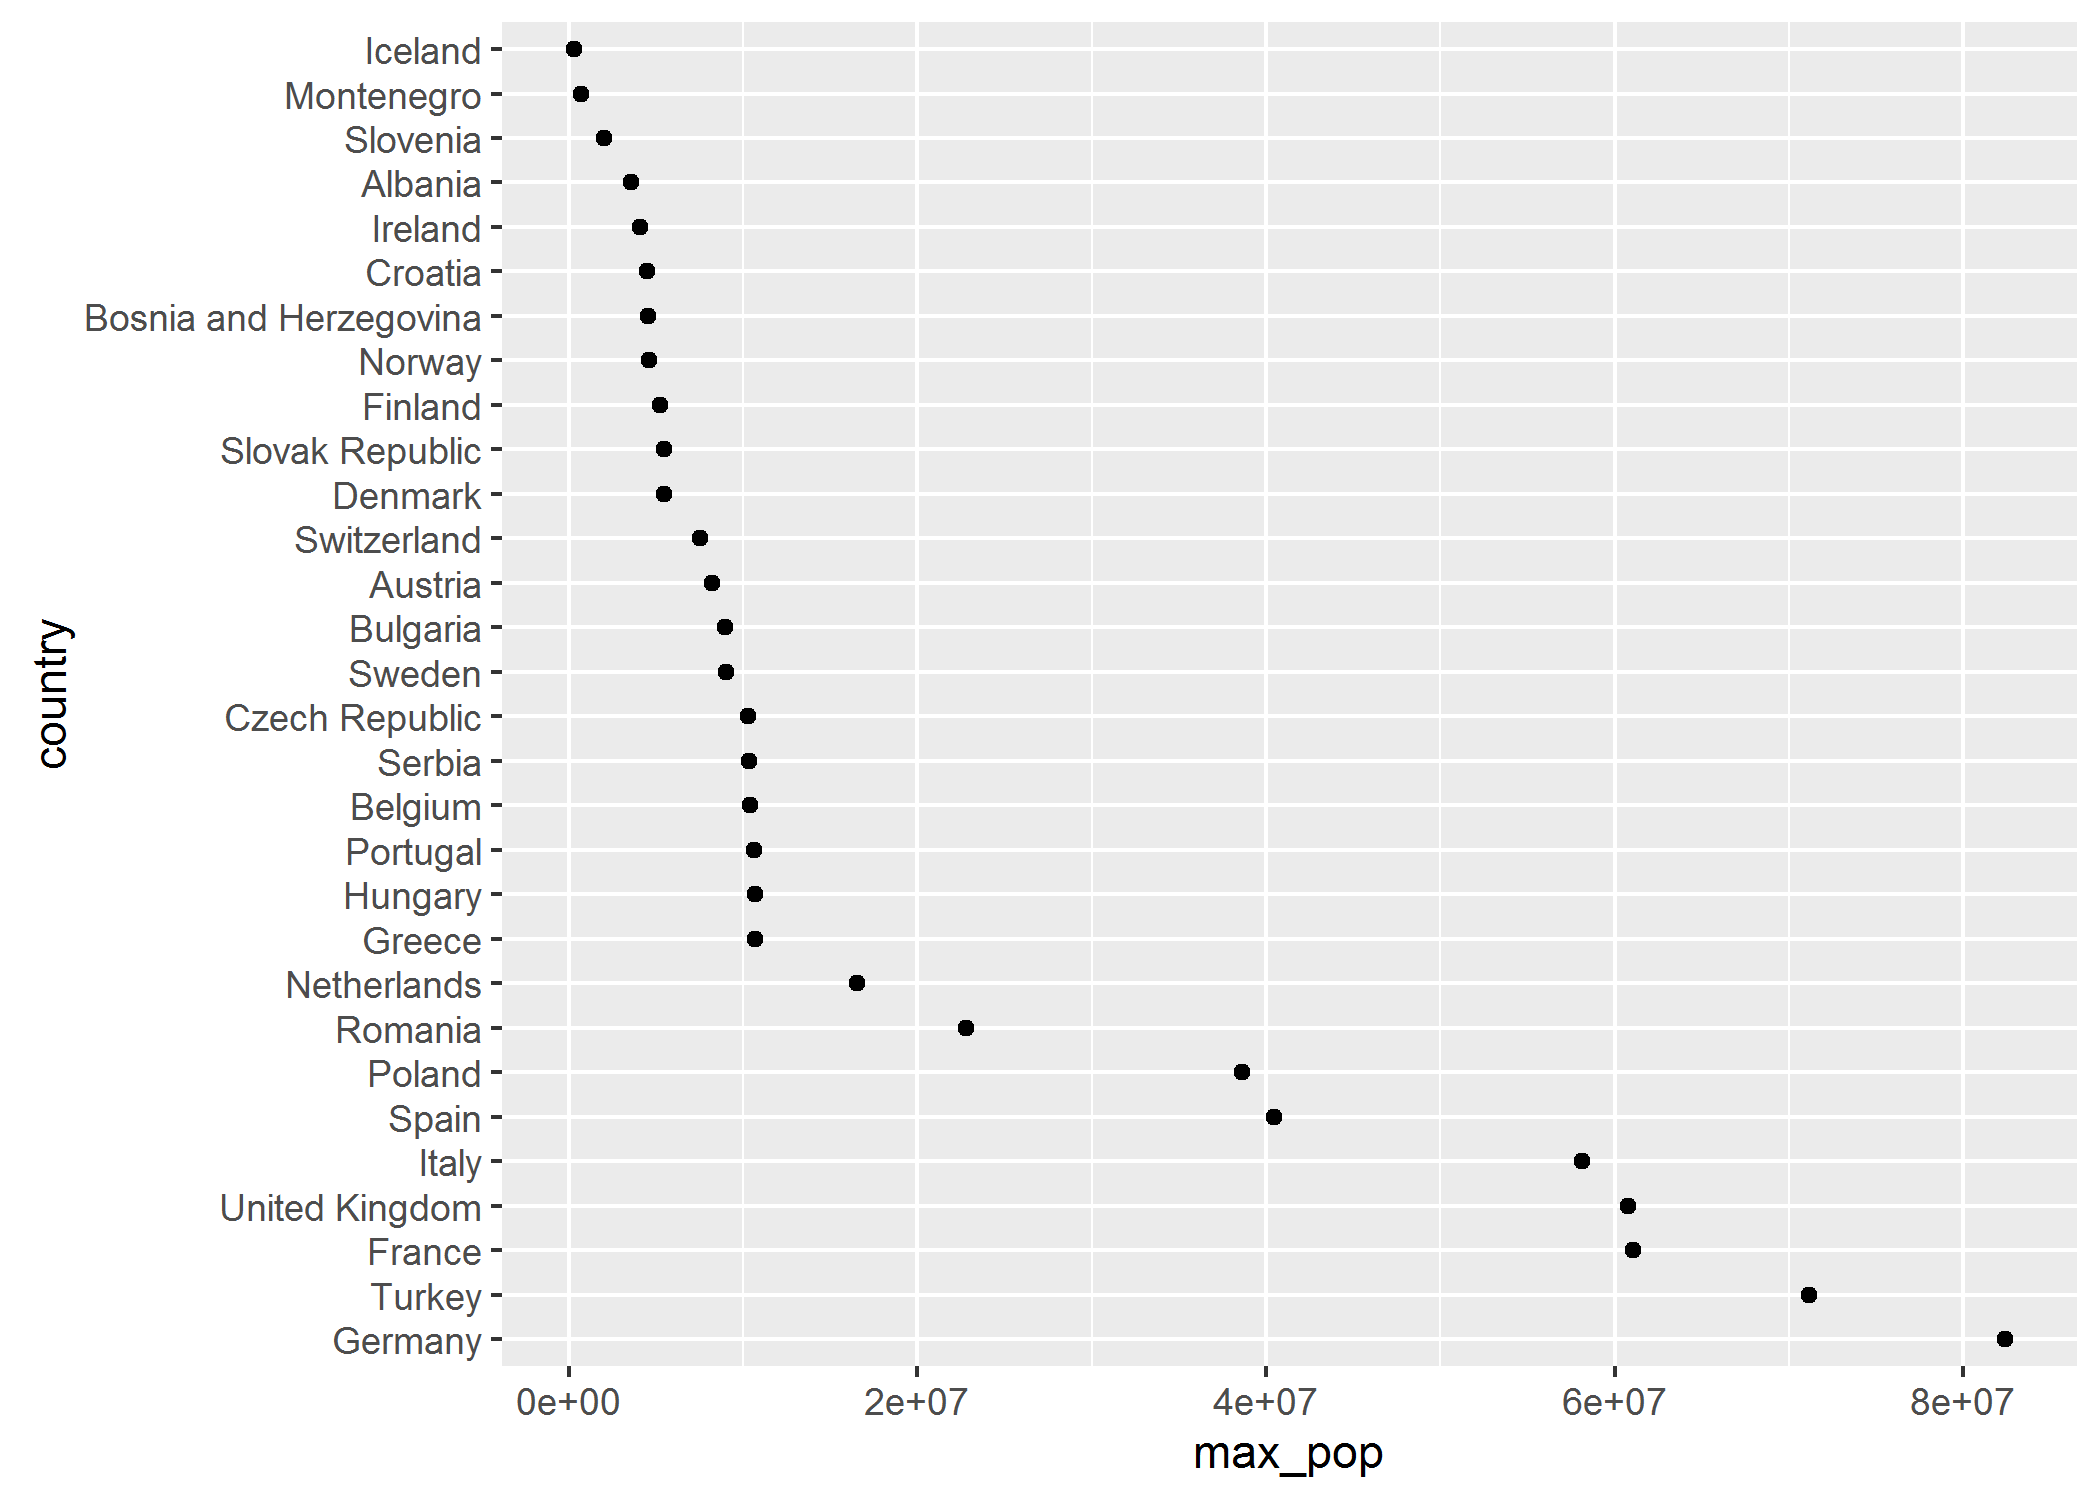 Iceland
Montenegro
Slovenia
Albania
Ireland
Croatia
Bosnia and Herzegovina
Norway
Finland
Slovak Republic
Denmark
Switzerland
Austria
Bulgaria
Sweden
Czech Republic
Serbia
Belgium
Portugal
Hungary
Greece
Netherlands
Romania
Poland
Spain
Italy
United Kingdom
France
Turkey
Germany
country
0e+00 2e+07 4e+07 6e+07 8e+07
max_pop